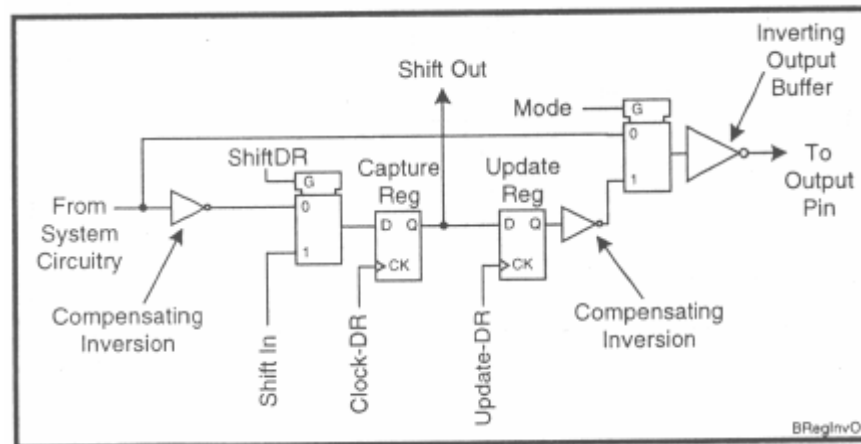 Inverting
Output
Buffer
Shift Out
Mode
G
0
1
To
Output
Pin
ShiftDR
G
Capture
Reg
Update
Reg
From
System
Circuitry
0
1
D Q
CK
D Q
CK
Compensating
Inversion
Shift In
Clock-DR
Update-DR
Compensating
Inversion
BRegInvO